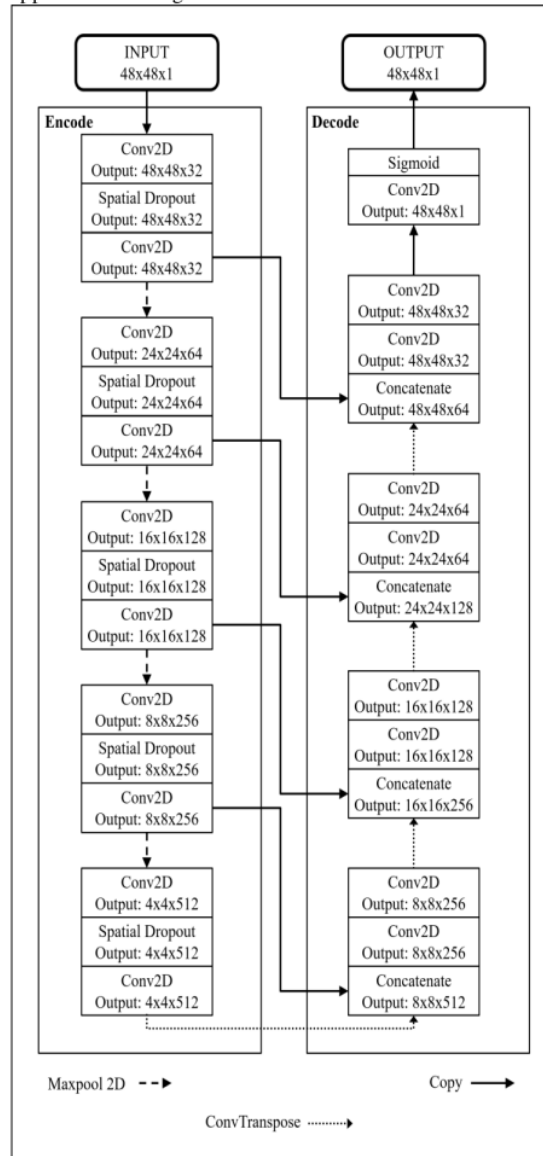 INPUT
48x48x1
Encode
Conv2D
Output: 48x48x32
Spatial Dropout
Output: 48x48x32
Conv2D
Output: 48x48x32
Conv2D
Output: 24x24x64
Spatial Dropout
Output: 24x24x64
Conv2D
Output: 24x24x64
Conv2D
Output: 16x16x128
Spatial Dropout
Output: 16x16x128
Conv2D
Output: 16x16x128
Conv2D
Output: 8x8x256
Spatial Dropout
Output: 8x8x256
Conv2D
Output: 8x8x256
Conv2D
Output: 4x4x512
Spatial Dropout
Output: 4x4x512
Conv2D
Output: 4x4x512
OUTPUT
48x48x1
Decode
Sigmoid
Conv2D
Output: 48x48x1
Conv2D
Output: 48x48x32
Conv2D
Output: 48x48x32
Concatenate
Output: 48x48x64
Conv2D
Output: 24x24x64
Conv2D
Output: 24x24x64
Concatenate
Output: 24x24x128
Conv2D
Output: 16x16x128
Conv2D
Output: 16x16x128
Concatenate
Output: 16x16x256
Conv2D
Output: 8x8x256
Conv2D
Output: 8x8x256
Concatenate
Output: 8x8x512
Maxpool 2D
Copy
ConvTranspose